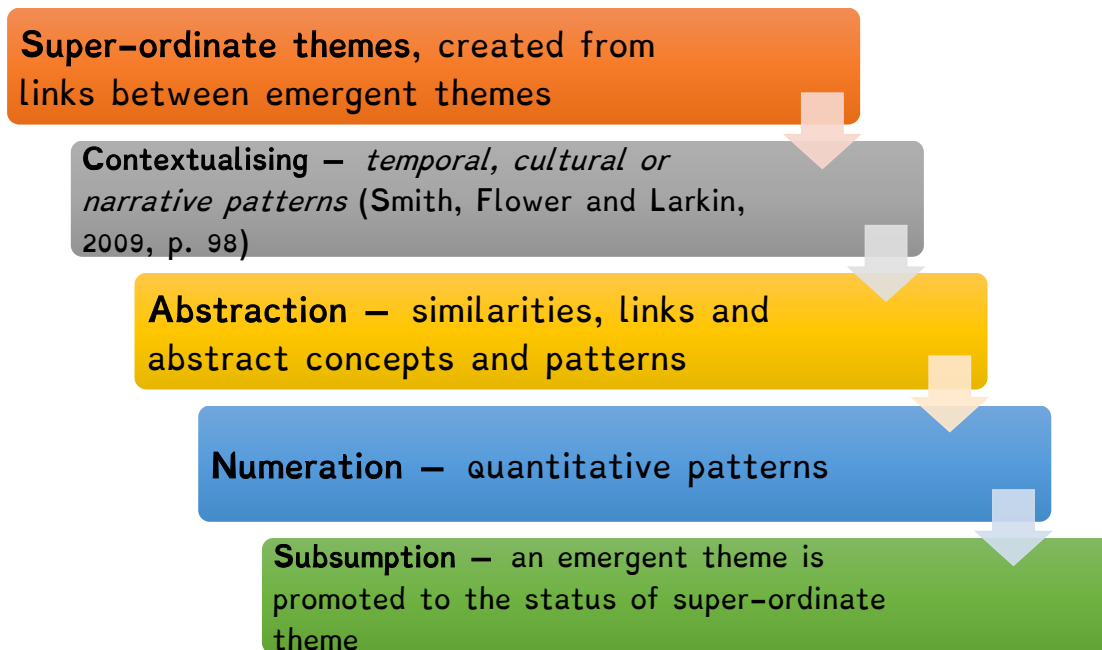 Super-ordinate themes, created from
links between emergent themes
Contextualising – temporal, cultural or
narrative patterns (Smith, Flower and Larkin,
2009, p. 98)
Abstraction – similarities, links and
abstract concepts and patterns
Numeration – quantitative patterns
Subsumption – an emergent theme is
promoted to the status of super-ordinate
theme